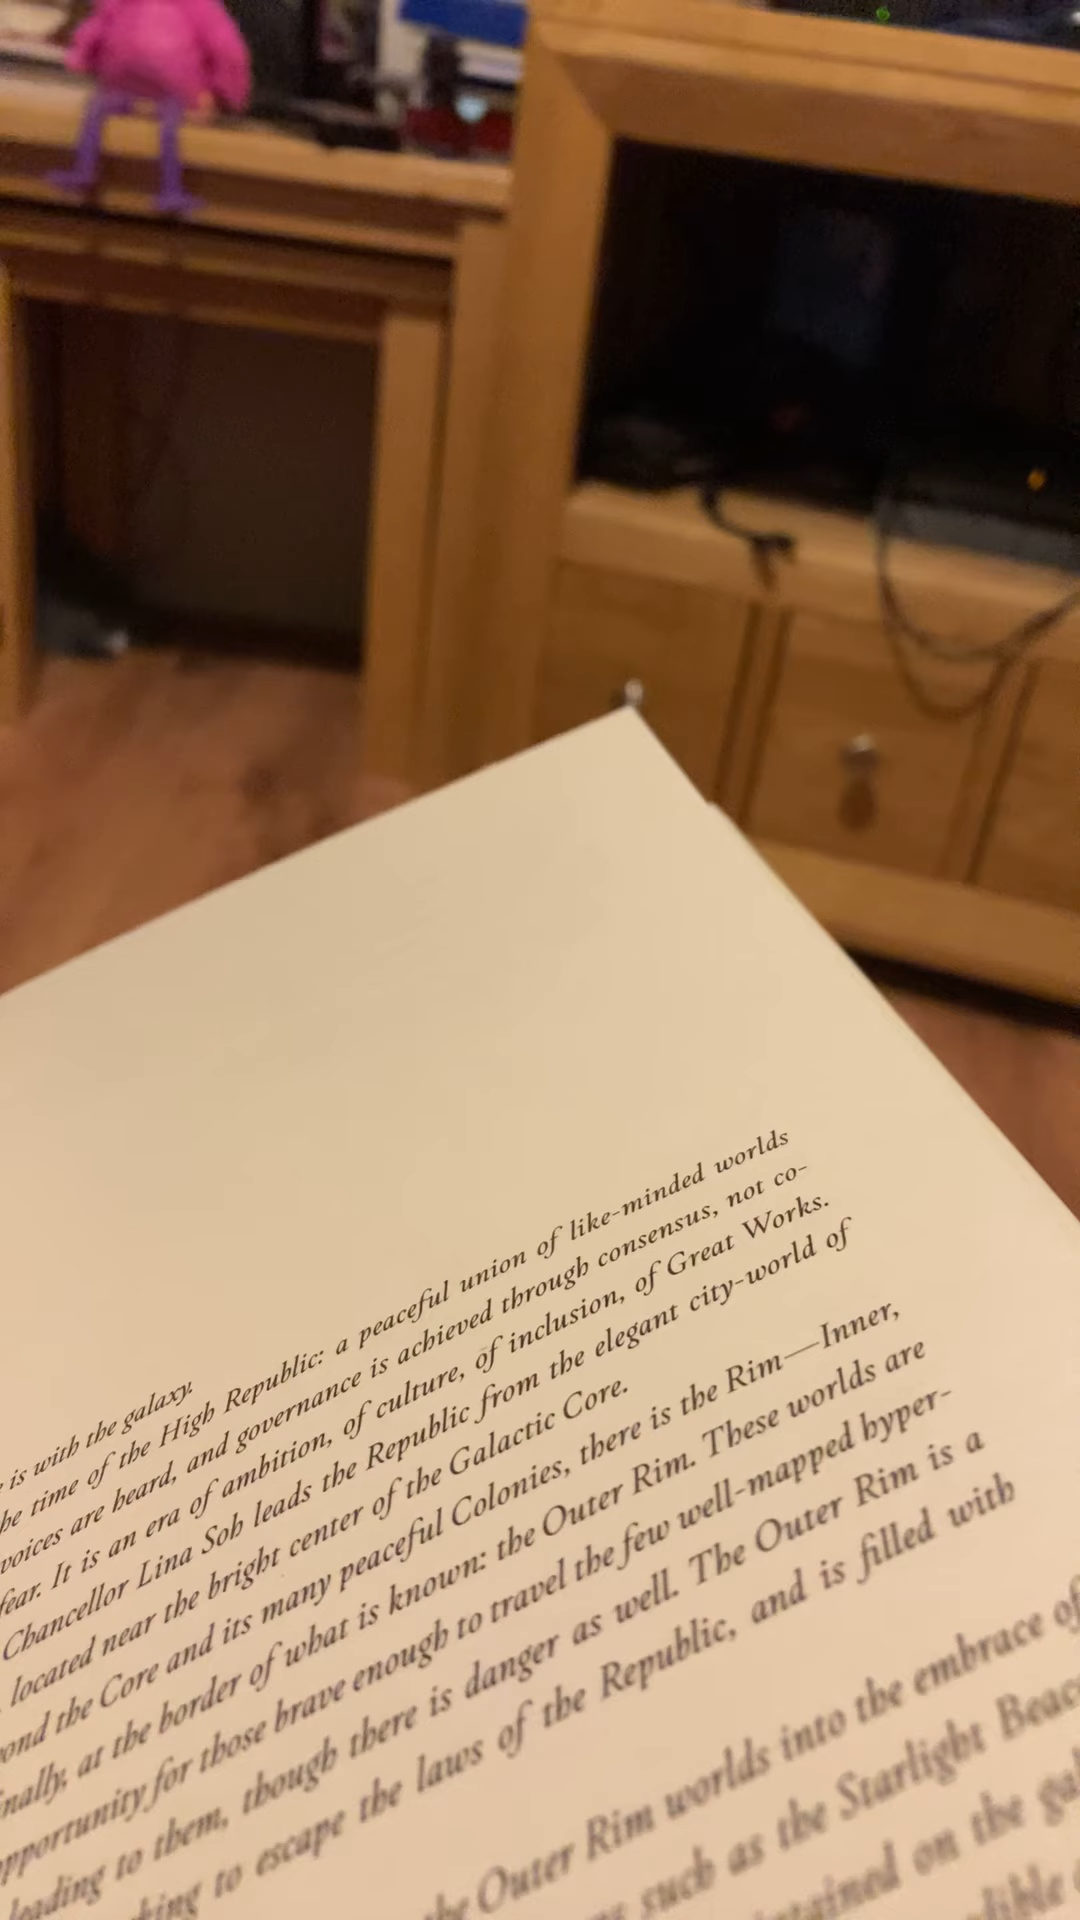 is with the galaxy.
time of the High Republic: a peaceful union of like-minded worlds
voices are heard, and governance is achieved through consensus, not co-
fear. It is an era of ambition, of culture, of inclusion, of Great Works.
Chancellor Lina Soh leads the Republic from the elegant city-world of
located near the bright center of the Galactic Core.
the Core and its many peaceful Colonies, there is the Rim—Inner,
at the border of what is known: the Outer Rim. These worlds are
opportunity for those brave enough to travel the few well-mapped hyper-
leading to them, though there is danger as well. The Outer Rim is a
to escape the laws of the Republic, and is filled with
the Outer Rim worlds into the embrace of
such as the Starlight
on the